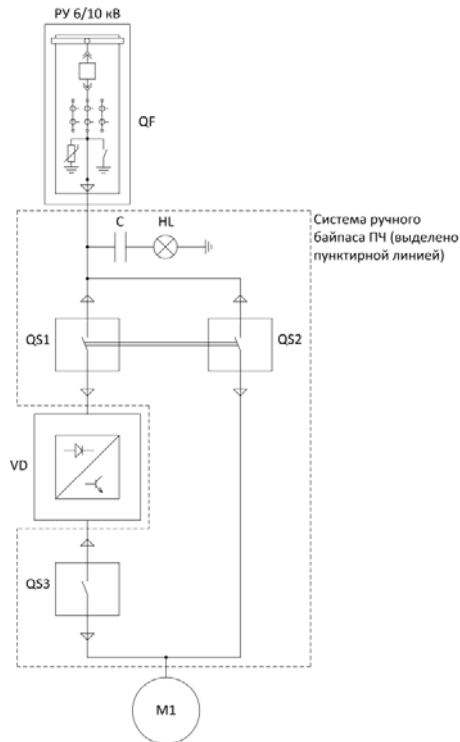 РУ 6/10 кВ
QF
C
HL
Система ручного
байпаса ПЧ (выделено
пунктирной линией)
QS1
QS2
VD
QS3
M1